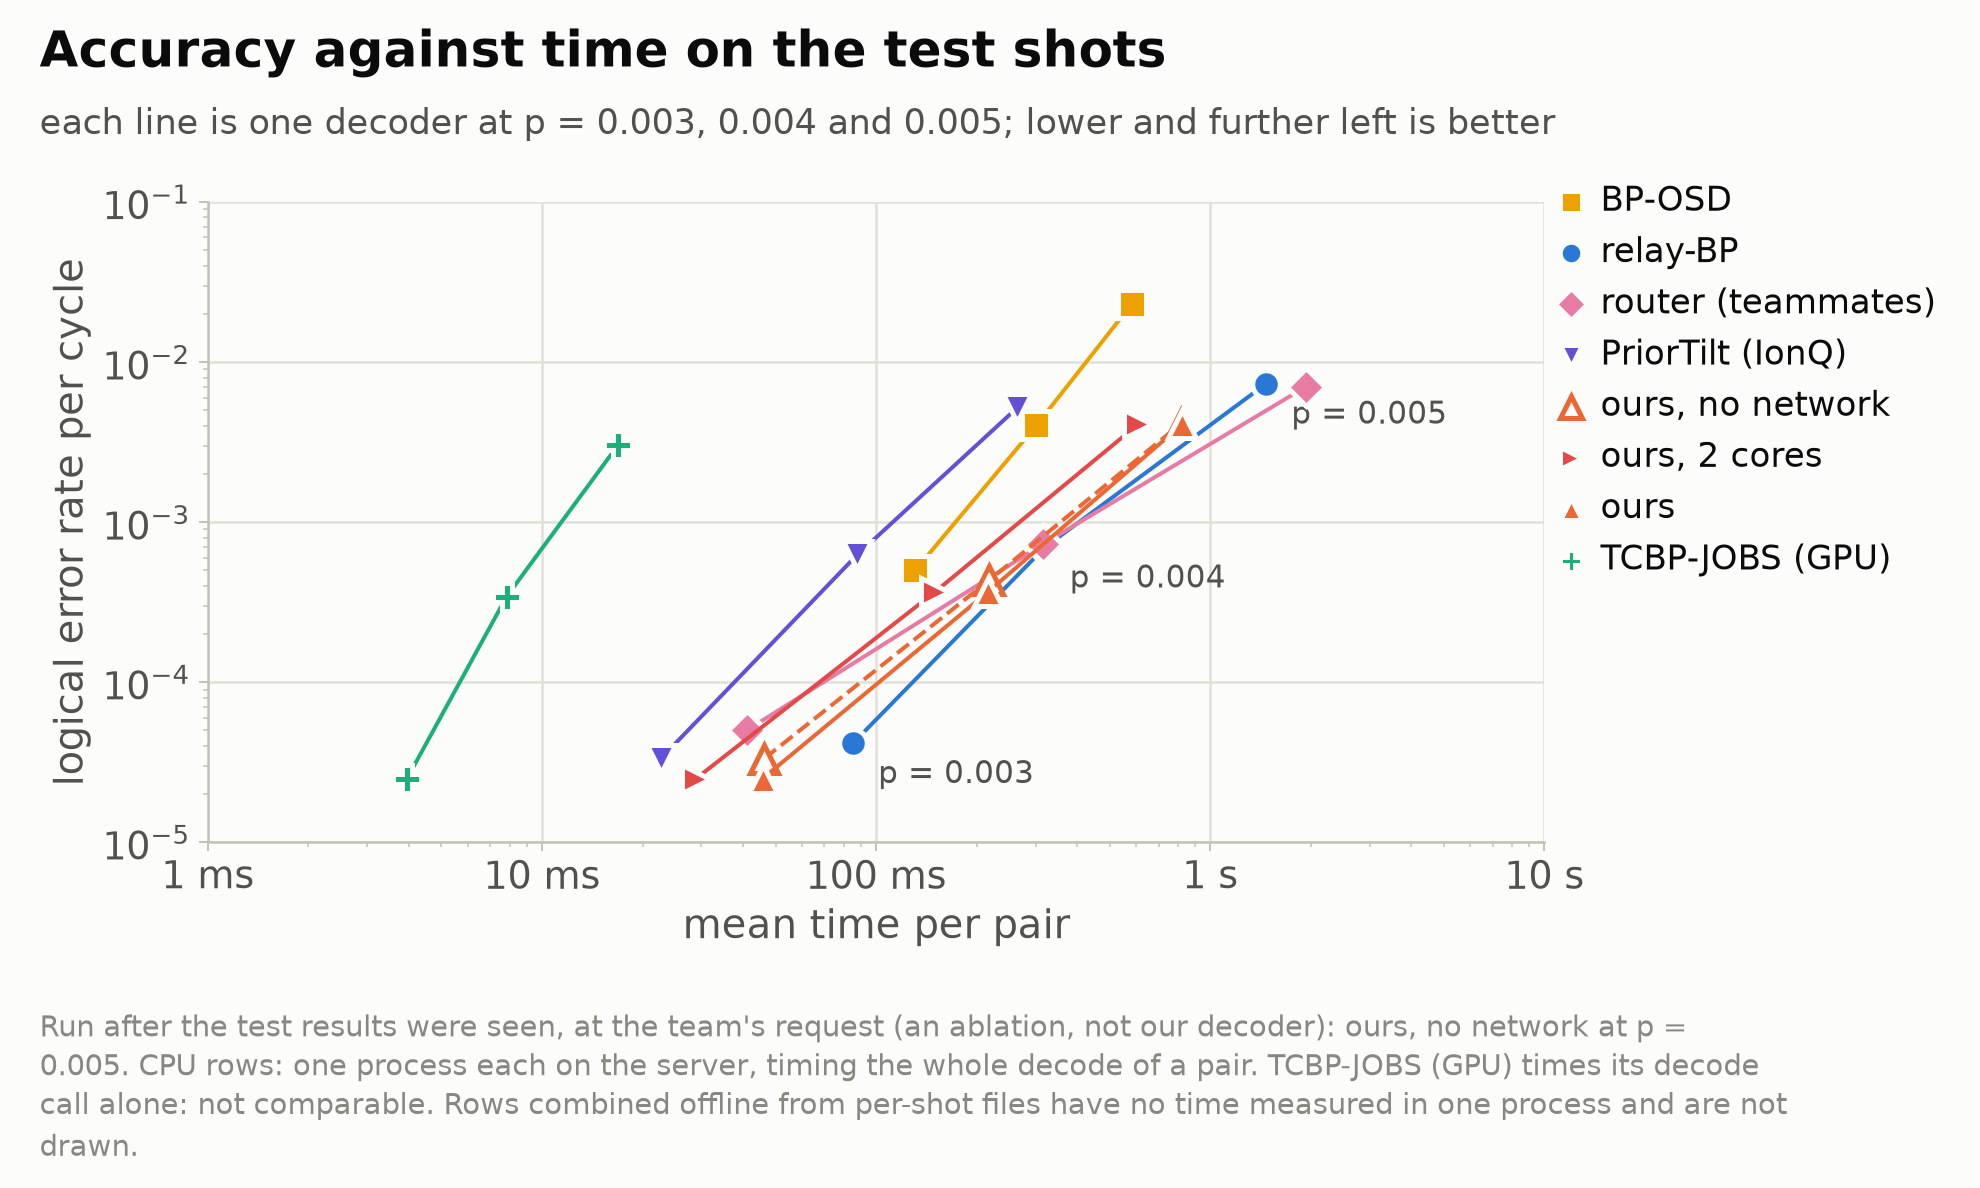 Accuracy against time on the test shots
each line is one decoder at p = 0.003, 0.004 and 0.005; lower and further left is better
logical error rate per cycle
10⁻¹
10⁻²
10⁻³
10⁻⁴
10⁻⁵
1 ms
10 ms
100 ms
1 s
10 s
mean time per pair
p = 0.005
p = 0.004
p = 0.003
BP-OSD
relay-BP
router (teammates)
PriorTilt (IonQ)
ours, no network
ours, 2 cores
ours
TCBP-JOBS (GPU)
Run after the test results were seen, at the team's request (an ablation, not our decoder): ours, no network at p =
0.005. CPU rows: one process each on the server, timing the whole decode of a pair. TCBP-JOBS (GPU) times its decode
call alone: not comparable. Rows combined offline from per-shot files have no time measured in one process and are not
drawn.